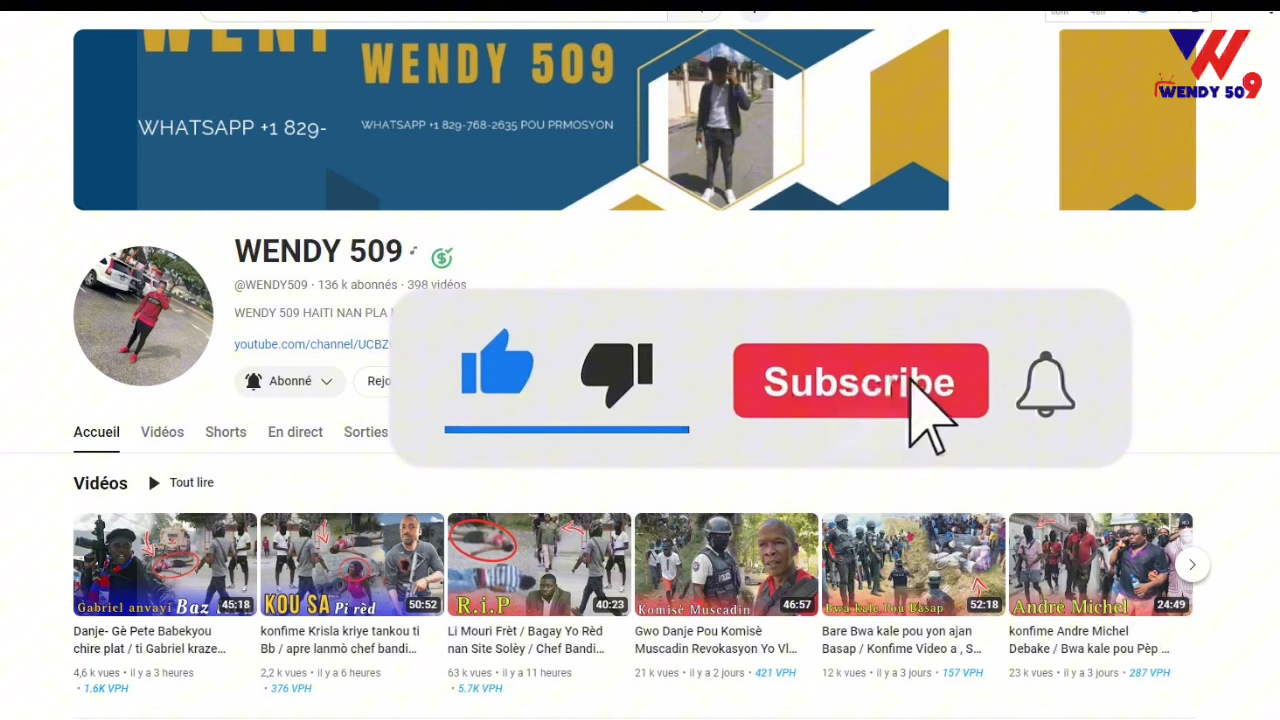 WENDY 509
WHATSAPP +1 829-
WHATSAPP +1 829-768-2635 POU PRMOSYON
WENDY 509
WENDY 509
@WENDY509 · 136 k abonnés · 398 vidéos
WENDY 509 HAITI NAN PLA
youtube.com/channel/UCBZ
Abonné
Rejo
Subscribe
Accueil Vidéos Shorts En direct Sorties
Vidéos Tout lire
Gabriel anvayi Baz 45:18
KOU SA Pi rèd 50:52
R.i.P 40:23
Komisè Muscadin 46:57
Bwa kale Pou Basap 52:18
André Michel 24:49
Danje- Gè Pete Babekyou
chire plat / ti Gabriel kraze...
4,6 k vues • il y a 3 heures
• 1.6K VPH
konfime Krisla kriye tankou ti
Bb / apre lanmò chef bandi...
2,2 k vues • il y a 6 heures
• 376 VPH
Li Mouri Frèt / Bagay Yo Rèd
nan Site Solèy / Chef Bandi...
63 k vues • il y a 11 heures
• 5.7K VPH
Gwo Danje Pou Komisè
Muscadin Revokasyon Yo Vl...
21 k vues • il y a 2 jours • 421 VPH
Bare Bwa kale pou yon ajan
Basap / Konfime Video a , S...
12 k vues • il y a 3 jours • 157 VPH
konfime Andre Michel
Debake / Bwa kale pou Pèp ...
23 k vues • il y a 3 jours • 287 VPH